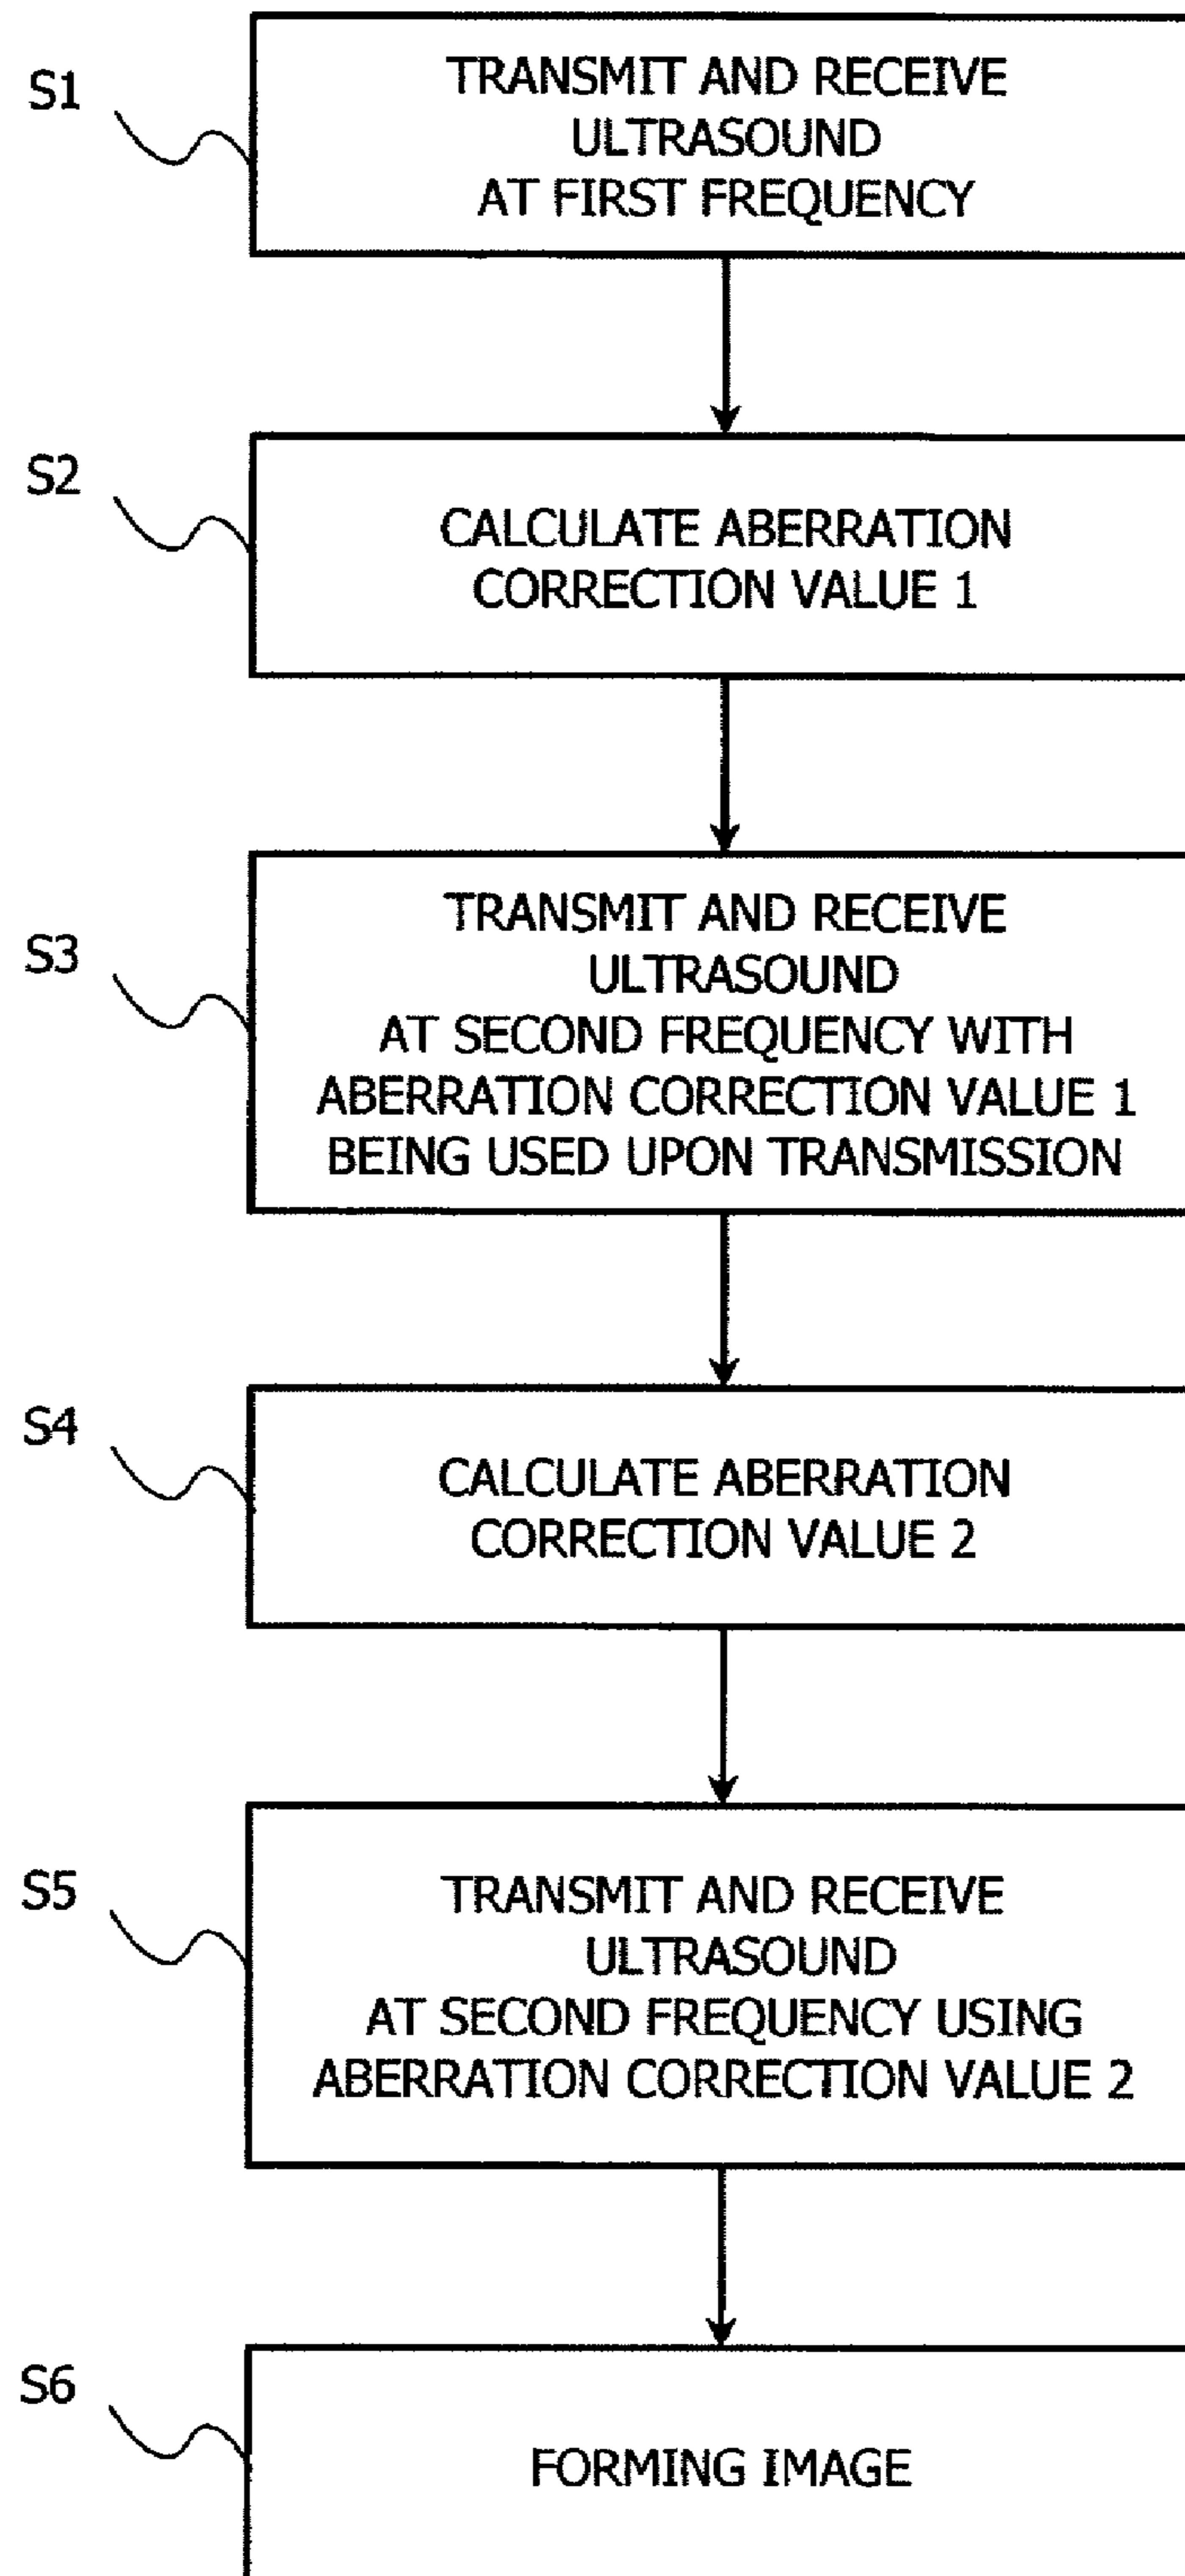 S1
TRANSMIT AND RECEIVE
ULTRASOUND
AT FIRST FREQUENCY
S2
CALCULATE ABERRATION
CORRECTION VALUE 1
S3
TRANSMIT AND RECEIVE
ULTRASOUND
AT SECOND FREQUENCY WITH
ABERRATION CORRECTION VALUE 1
BEING USED UPON TRANSMISSION
S4
CALCULATE ABERRATION
CORRECTION VALUE 2
S5
TRANSMIT AND RECEIVE
ULTRASOUND
AT SECOND FREQUENCY USING
ABERRATION CORRECTION VALUE 2
S6
FORMING IMAGE